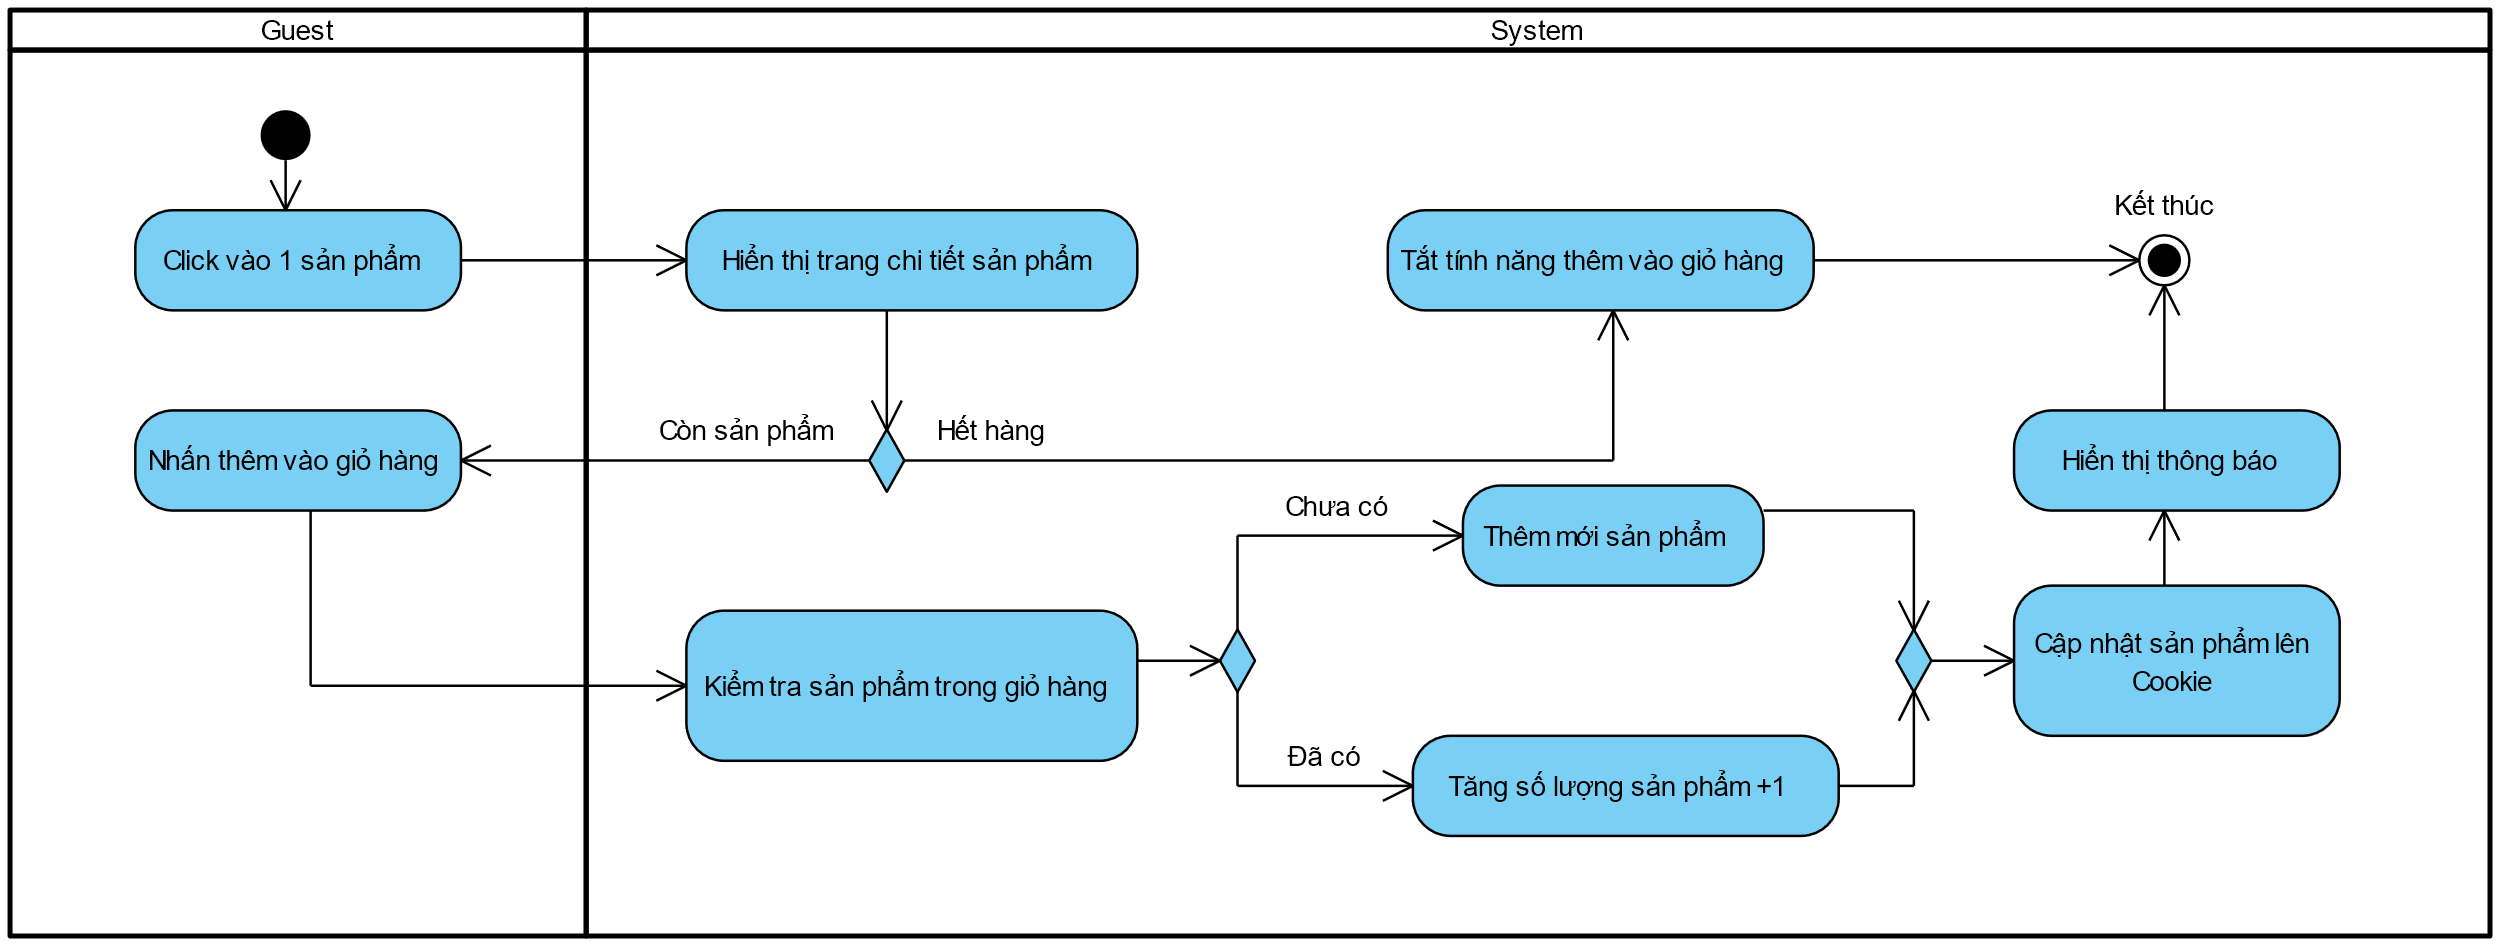 Guest
System
Kết thúc
Click vào 1 sản phẩm
Hiển thị trang chi tiết sản phẩm
Tắt tính năng thêm vào giỏ hàng
Còn sản phẩm
Hết hàng
Nhấn thêm vào giỏ hàng
Hiển thị thông báo
Chưa có
Thêm mới sản phẩm
Kiểm tra sản phẩm trong giỏ hàng
Cập nhật sản phẩm lên
Cookie
Đã có
Tăng số lượng sản phẩm +1